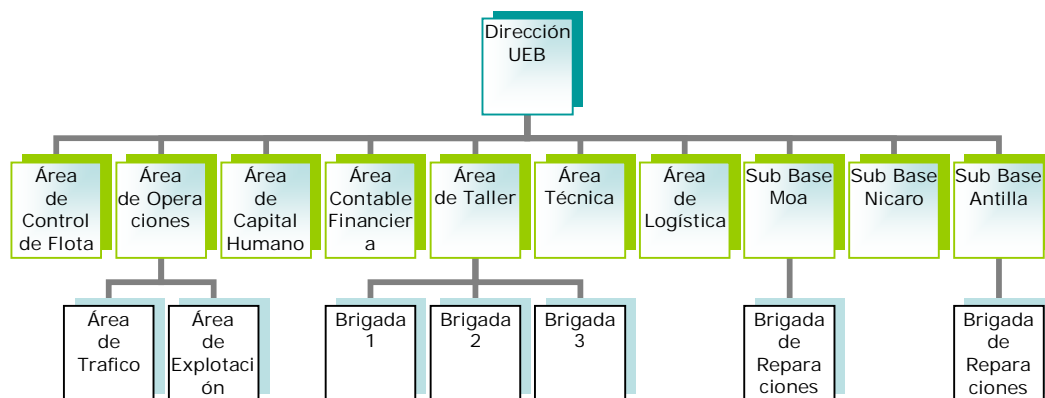 Dirección
UEB
Área
de
Control
de Flota
Área
de Opera
ciones
Área
de
Capital
Humano
Área
Contable
Financier
a
Área
de Taller
Área
Técnica
Área
de
Logística
Sub Base
Moa
Sub Base
Nicaro
Sub Base
Antilla
Área
de
Trafico
Área
de
Explotaci
ón
Brigada
1
Brigada
2
Brigada
3
Brigada
de
Repara
ciones
Brigada
de
Repara
ciones